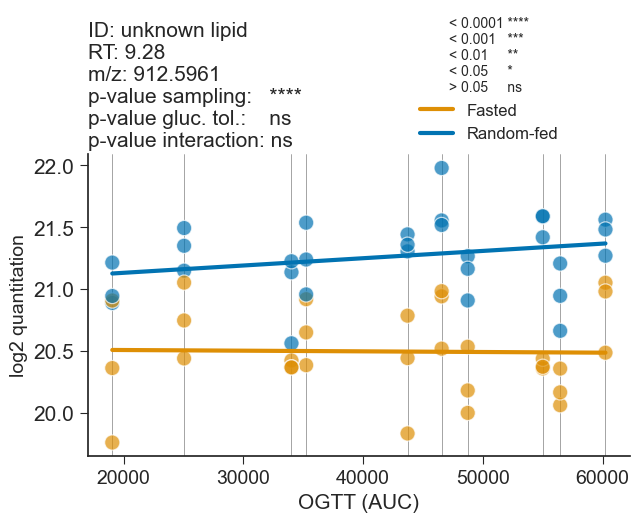 ID: unknown lipid
RT: 9.28
m/z: 912.5961
p-value sampling: ****
p-value gluc. tol.: ns
p-value interaction: ns
< 0.0001 ****
< 0.001 ***
< 0.01 **
< 0.05 *
> 0.05 ns
Fasted
Random-fed
22.0
21.5
21.0
20.5
20.0
log2 quantitation
20000 30000 40000 50000 60000
OGTT (AUC)